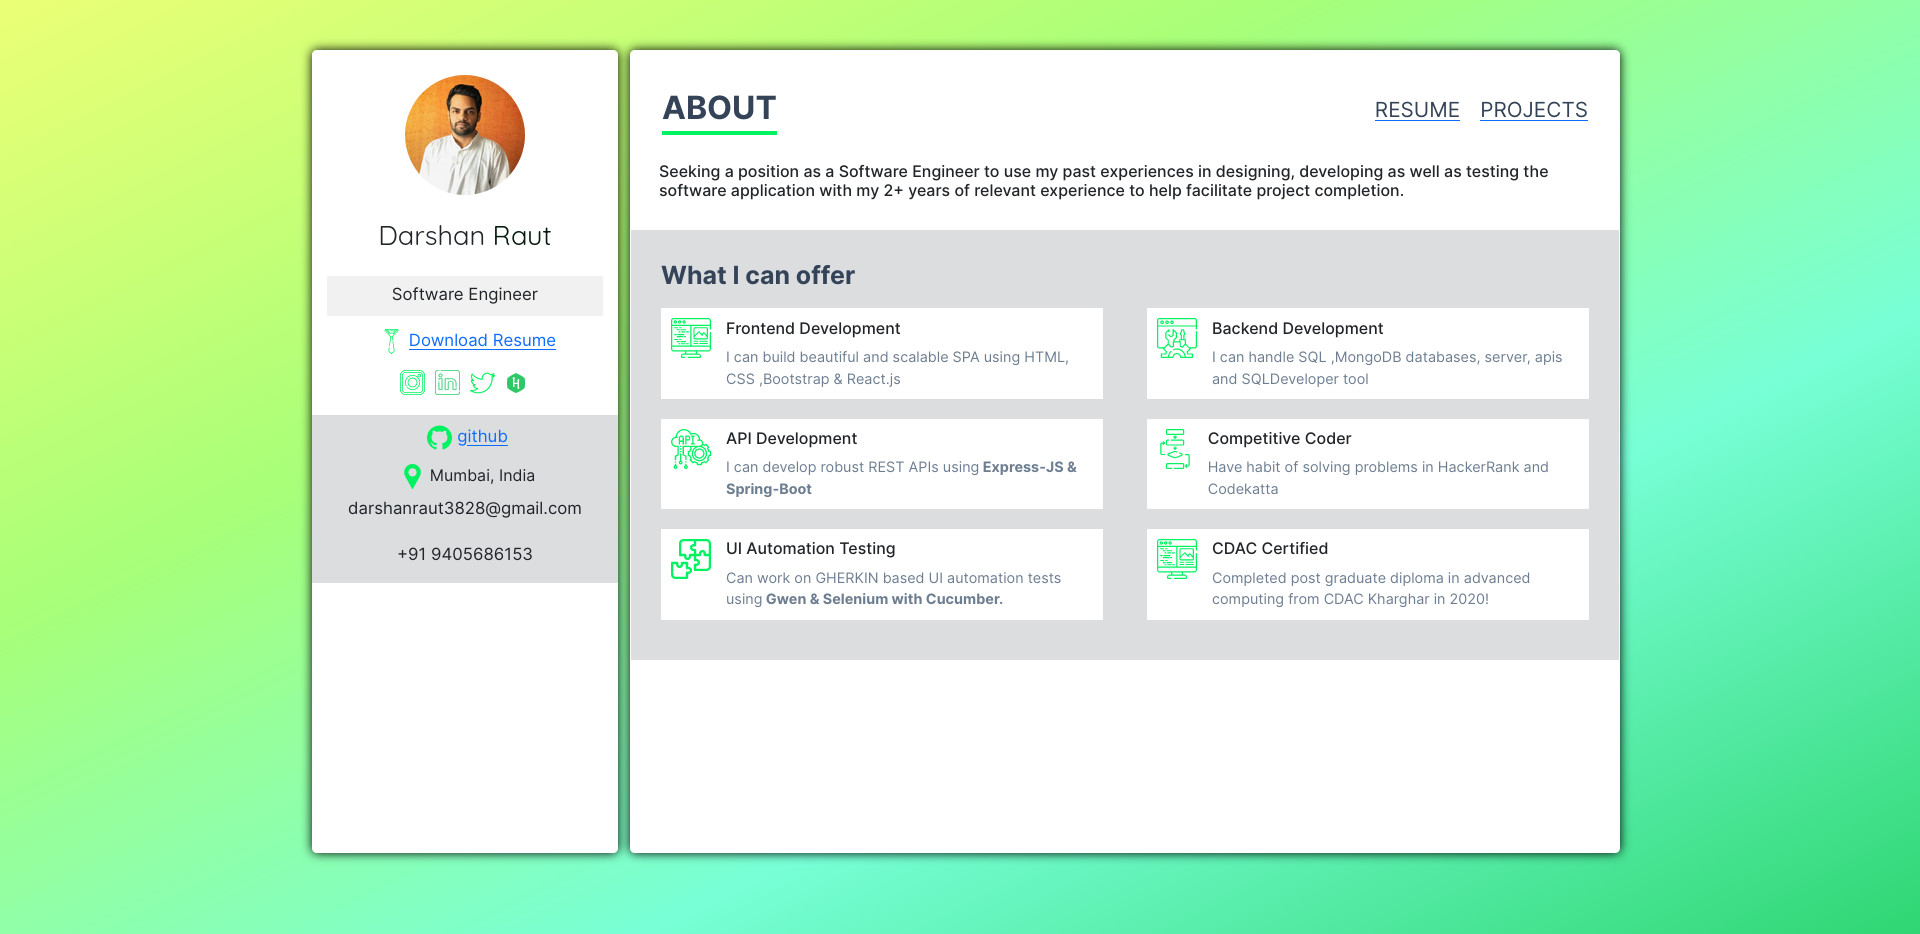 Darshan Raut
Software Engineer
Download Resume
H
github
Mumbai, India
darshanraut3828@gmail.com
+91 9405686153
ABOUT
RESUME PROJECTS
Seeking a position as a Software Engineer to use my past experiences in designing, developing as well as testing the
software application with my 2+ years of relevant experience to help facilitate project completion.
What I can offer
Frontend Development
I can build beautiful and scalable SPA using HTML,
CSS ,Bootstrap & React.js
Backend Development
I can handle SQL ,MongoDB databases, server, apis
and SQLDeveloper tool
API
API Development
I can develop robust REST APIs using Express-JS &
Spring-Boot
Competitive Coder
Have habit of solving problems in HackerRank and
Codekatta
UI Automation Testing
Can work on GHERKIN based UI automation tests
using Gwen & Selenium with Cucumber.
CDAC Certified
Completed post graduate diploma in advanced
computing from CDAC Kharghar in 2020!